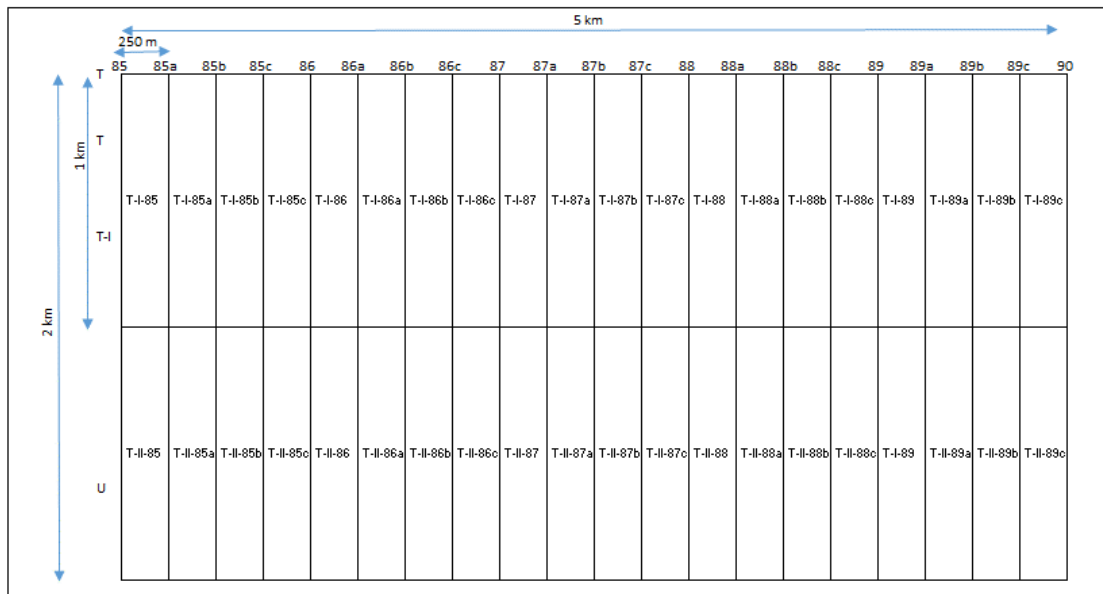 5 km
250 m
85 85a 85b 85c 86 86a 86b 86c 87 87a 87b 87c 88 88a 88b 88c 89 89a 89b 89c 90
T
T
1 km
T-I-85 T-I-85a T-I-85b T-I-85c T-I-86 T-I-86a T-I-86b T-I-86c T-I-87 T-I-87a T-I-87b T-I-87c T-I-88 T-I-88a T-I-88b T-I-88c T-I-89 T-I-89a T-I-89b T-I-89c
T-I
2 km
T-II-85 T-II-85a T-II-85b T-II-85c T-II-86 T-II-86a T-II-86b T-II-86c T-II-87 T-II-87a T-II-87b T-II-87c T-II-88 T-II-88a T-II-88b T-II-88c T-I-89 T-II-89a T-II-89b T-II-89c
U